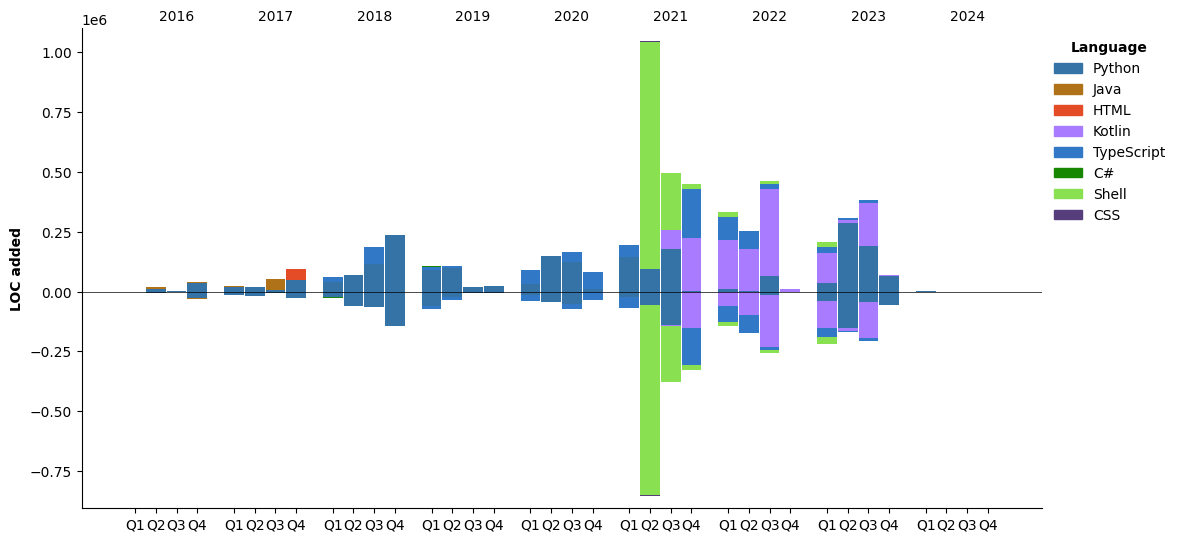 2016 2017 2018 2019 2020 2021 2022 2023 2024
1e6
1.00
0.75
0.50
0.25
0.00
−0.25
−0.50
−0.75
LOC added
Q1 Q2 Q3 Q4 Q1 Q2 Q3 Q4 Q1 Q2 Q3 Q4 Q1 Q2 Q3 Q4 Q1 Q2 Q3 Q4 Q1 Q2 Q3 Q4 Q1 Q2 Q3 Q4 Q1 Q2 Q3 Q4 Q1 Q2 Q3 Q4
Language
Python
Java
HTML
Kotlin
TypeScript
C#
Shell
CSS